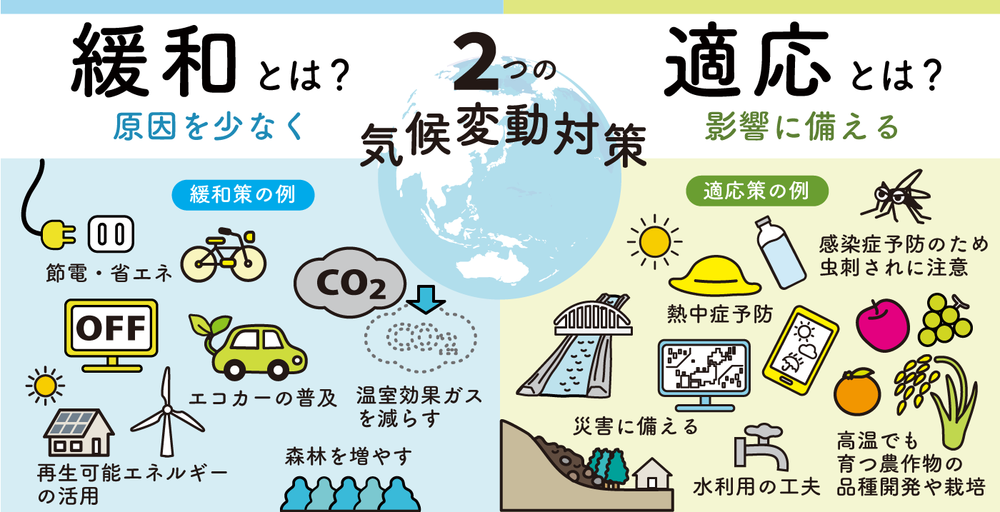 緩和とは？
原因を少なく
2つの
気候変動対策
適応とは？
影響に備える
緩和策の例
節電・省エネ
OFF
CO2
CO2
エコカーの普及
温室効果ガス
を減らす
再生可能エネルギー
の活用
森林を増やす
適応策の例
感染症予防のため
虫刺されに注意
熱中症予防
災害に備える
水利用の工夫
高温でも
育つ農作物の
品種開発や栽培